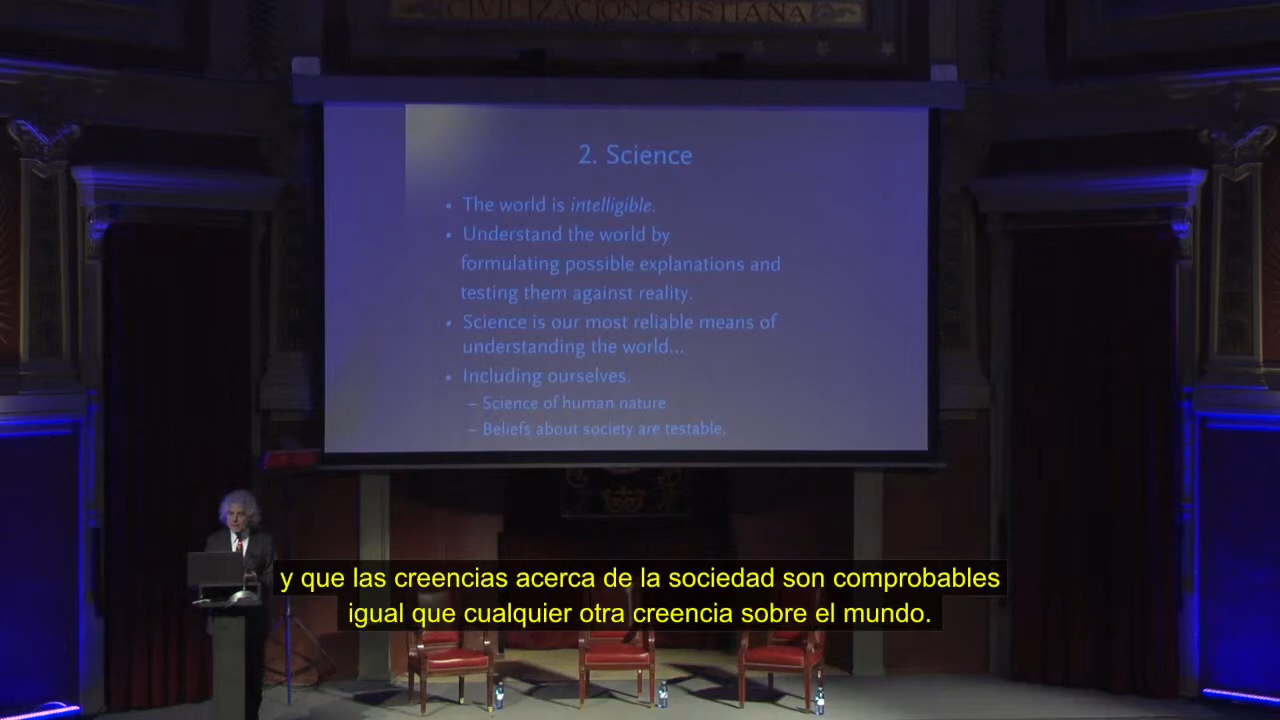 CIVILIZACION CRISTIANA
2. Science
• The world is intelligible.
• Understand the world by
formulating possible explanations and
testing them against reality.
• Science is our most reliable means of
understanding the world...
• Including ourselves.
– Science of human nature
– Beliefs about society are testable.
y que las creencias acerca de la sociedad son comprobables
igual que cualquier otra creencia sobre el mundo.